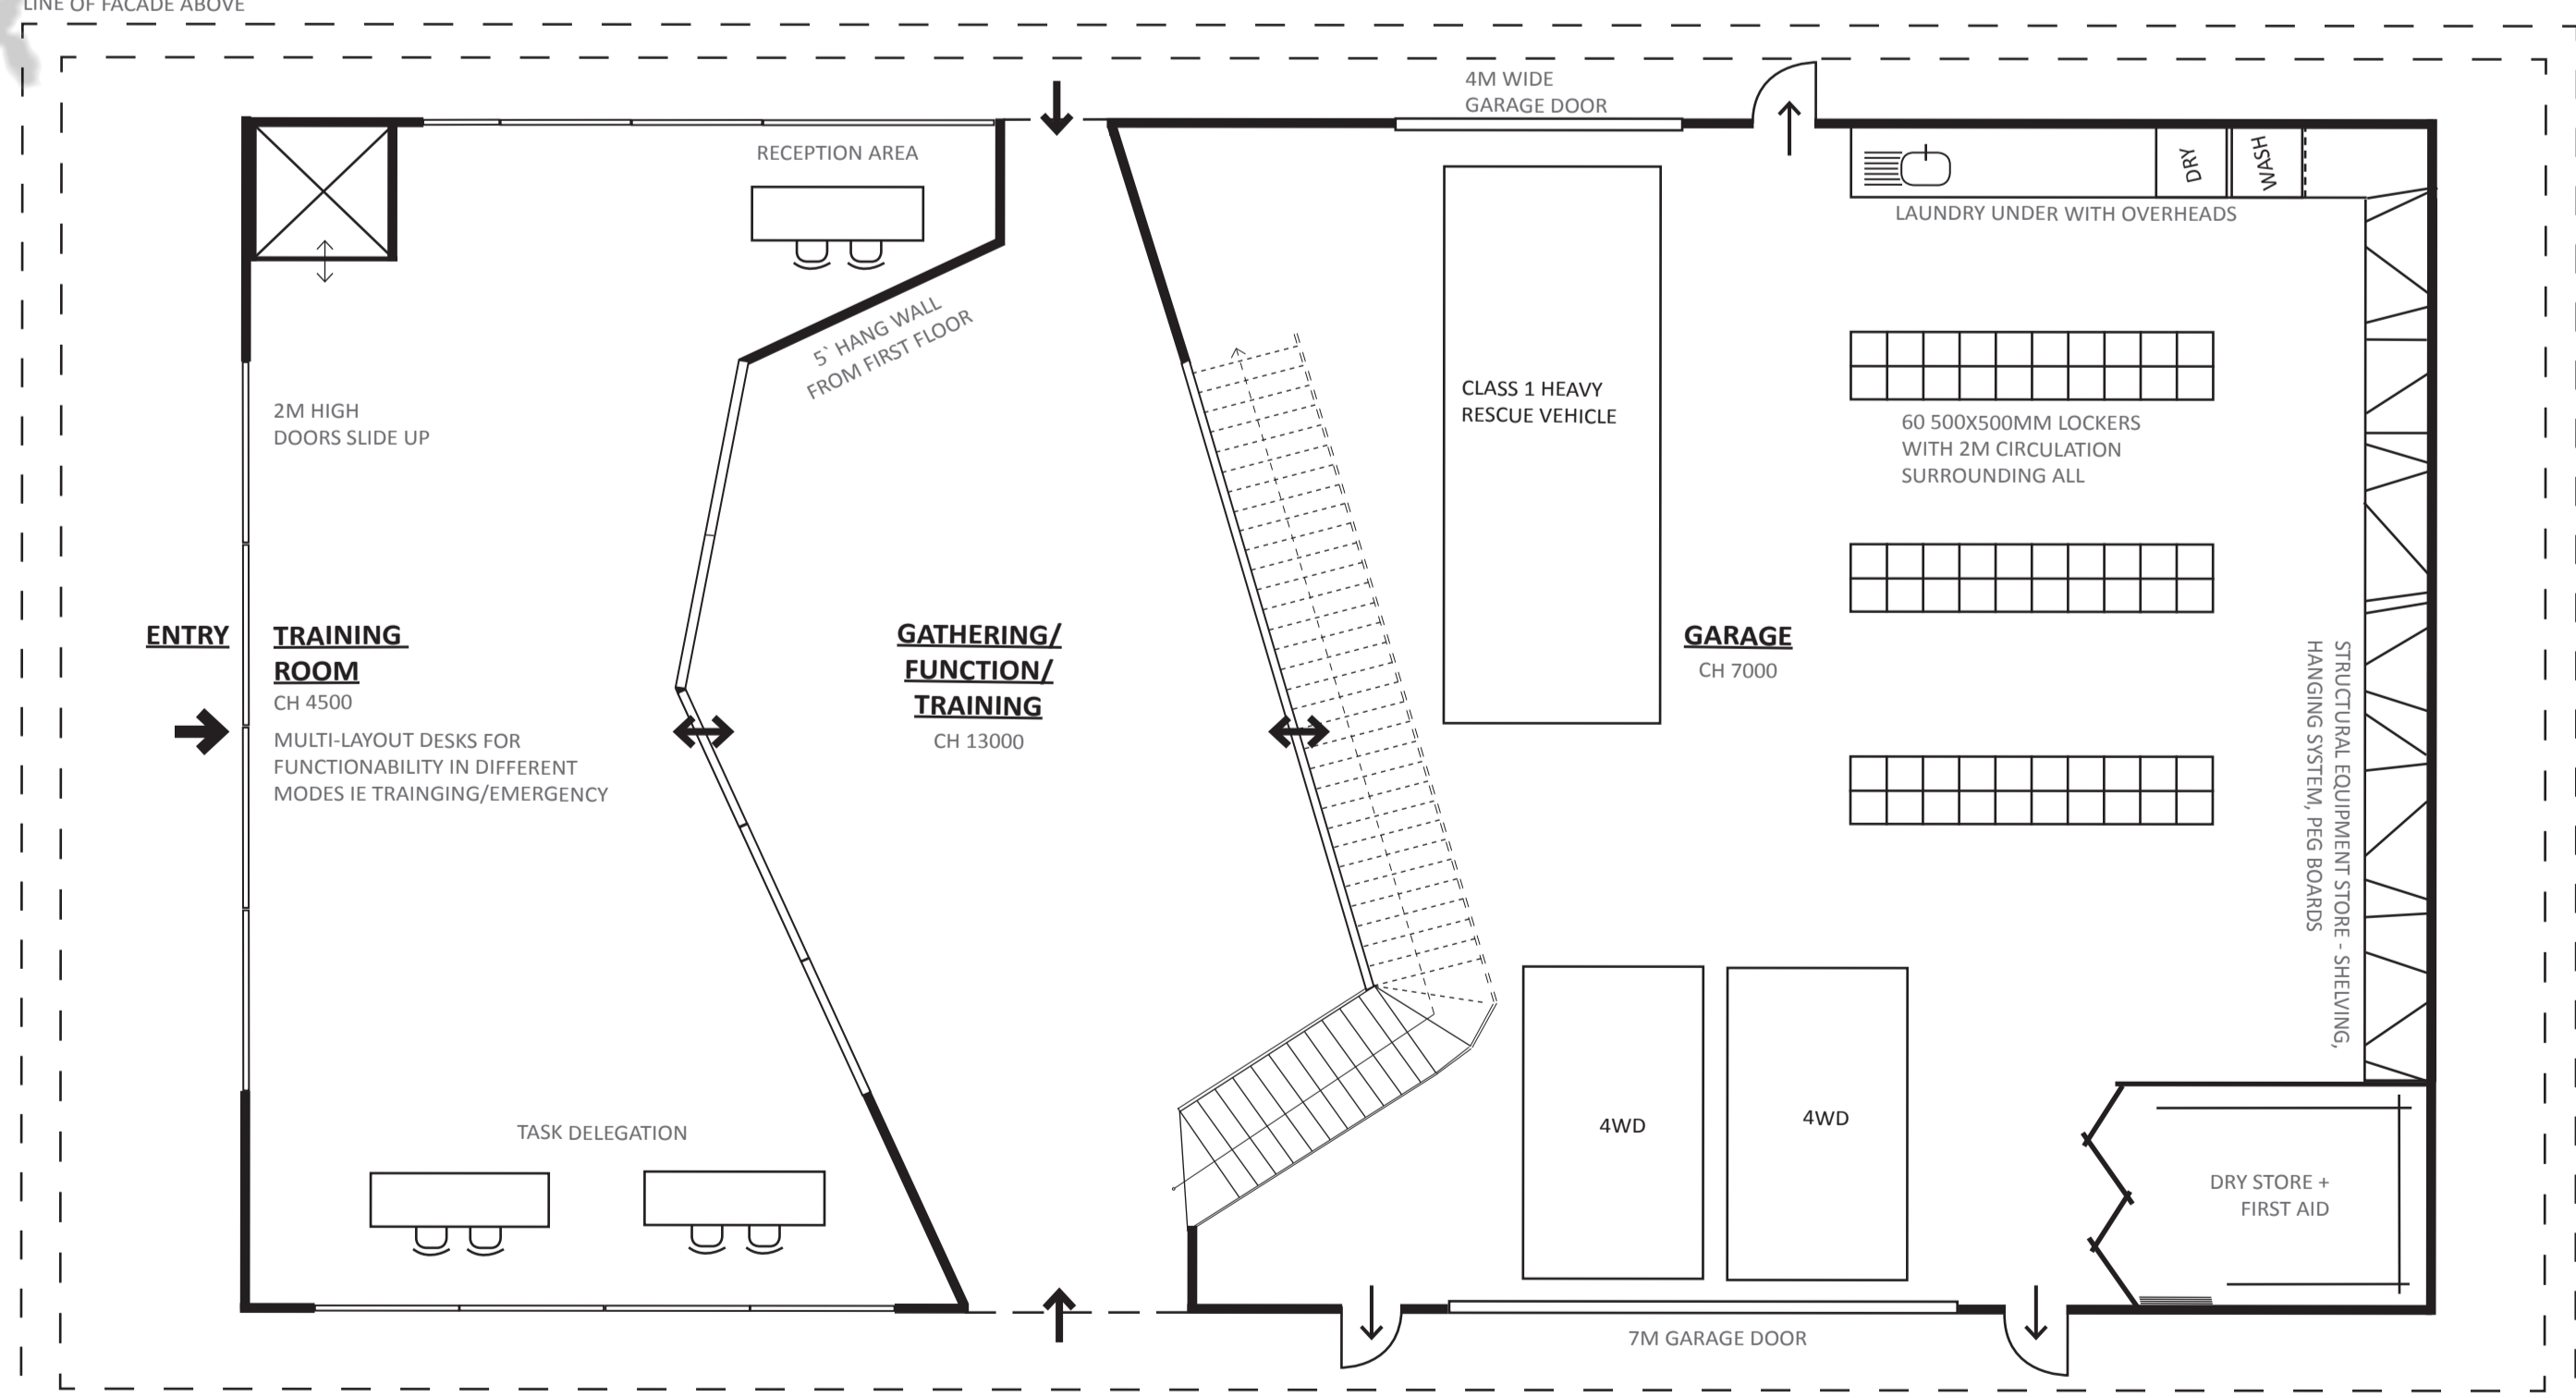 LINE OF FACADE ABOVE
4M WIDE
GARAGE DOOR
RECEPTION AREA
DRY
WASH
LAUNDRY UNDER WITH OVERHEADS
5` HANG WALL
FROM FIRST FLOOR
2M HIGH
DOORS SLIDE UP
CLASS 1 HEAVY
RESCUE VEHICLE
60 500X500MM LOCKERS
WITH 2M CIRCULATION
SURROUNDING ALL
ENTRY
TRAINING
ROOM
CH 4500
MULTI-LAYOUT DESKS FOR
FUNCTIONABILITY IN DIFFERENT
MODES IE TRAINGING/EMERGENCY
GATHERING/
FUNCTION/
TRAINING
CH 13000
GARAGE
CH 7000
STRUCTURAL EQUIPMENT STORE - SHELVING,
HANGING SYSTEM, PEG BOARDS
TASK DELEGATION
4WD
4WD
DRY STORE +
FIRST AID
7M GARAGE DOOR